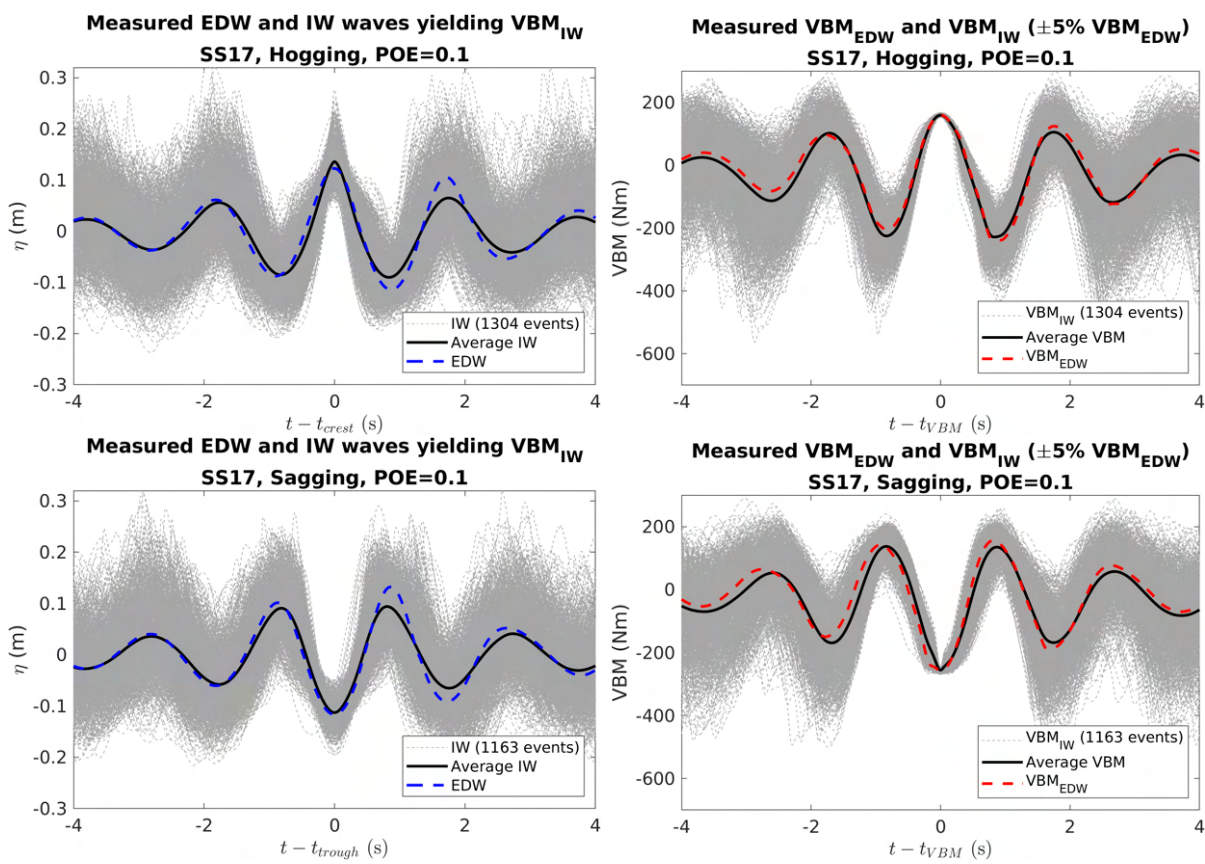 Measured EDW and IW waves yielding VBM_IW
SS17, Hogging, POE=0.1
0.3
0.2
0.1
0
-0.1
-0.2
-0.3
η (m)
IW (1304 events)
Average IW
EDW
-4
-2
0
2
4
t − t_crest (s)
Measured VBM_EDW and VBM_IW (±5% VBM_EDW)
SS17, Hogging, POE=0.1
200
0
-200
-400
-600
VBM (Nm)
VBM_IW (1304 events)
Average VBM
VBM_EDW
-4
-2
0
2
4
t − t_VBM (s)
Measured EDW and IW waves yielding VBM_IW
SS17, Sagging, POE=0.1
0.3
0.2
0.1
0
-0.1
-0.2
-0.3
η (m)
IW (1163 events)
Average IW
EDW
-4
-2
0
2
4
t − t_trough (s)
Measured VBM_EDW and VBM_IW (±5% VBM_EDW)
SS17, Sagging, POE=0.1
200
0
-200
-400
-600
VBM (Nm)
VBM_IW (1163 events)
Average VBM
VBM_EDW
-4
-2
0
2
4
t − t_VBM (s)